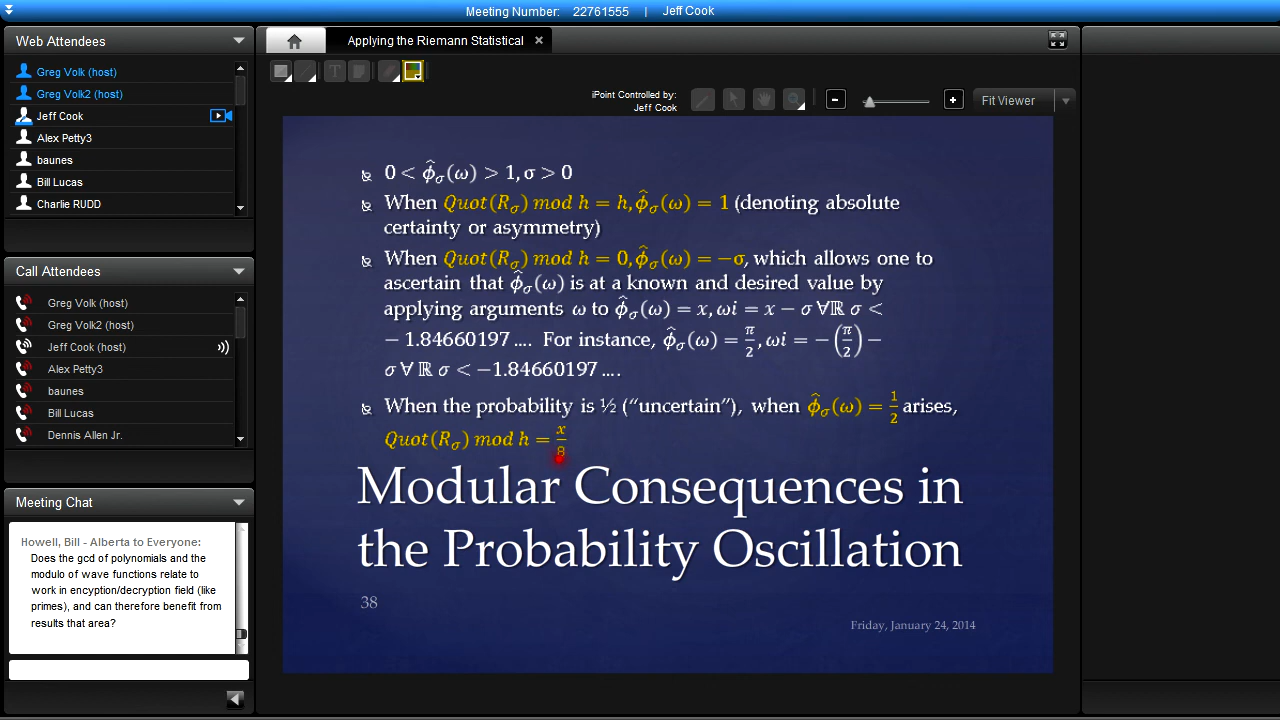 Meeting Number: 22761555 | Jeff Cook
Web Attendees
Greg Volk (host)
Greg Volk2 (host)
Jeff Cook
Alex Petty3
baunes
Bill Lucas
Charlie RUDD
Call Attendees
Greg Volk (host)
Greg Volk2 (host)
Jeff Cook (host)
Alex Petty3
baunes
Bill Lucas
Dennis Allen Jr.
Meeting Chat
Howell, Bill - Alberta to Everyone:
Does the gcd of polynomials and the
modulo of wave functions relate to
work in encyption/decryption field (like
primes), and can therefore benefit from
results that area?
Applying the Riemann Statistical
T
iPoint Controlled by:
Jeff Cook
Fit Viewer
0 < ϕ̂σ(ω) > 1, σ > 0
When Quot(Rσ) mod h = h, ϕ̂σ(ω) = 1 (denoting absolute
certainty or asymmetry)
When Quot(Rσ) mod h = 0, ϕ̂σ(ω) = −σ, which allows one to
ascertain that ϕ̂σ(ω) is at a known and desired value by
applying arguments ω to ϕ̂σ(ω) = x, ωi = x − σ ∀ℝ σ <
− 1.84660197 .... For instance, ϕ̂σ(ω) = π/2, ωi = −(π/2) −
σ ∀ ℝ σ < −1.84660197 ....
When the probability is ½ (“uncertain”), when ϕ̂σ(ω) = 1/2 arises,
Quot(Rσ) mod h = x/8
Modular Consequences in
the Probability Oscillation
38
Friday, January 24, 2014